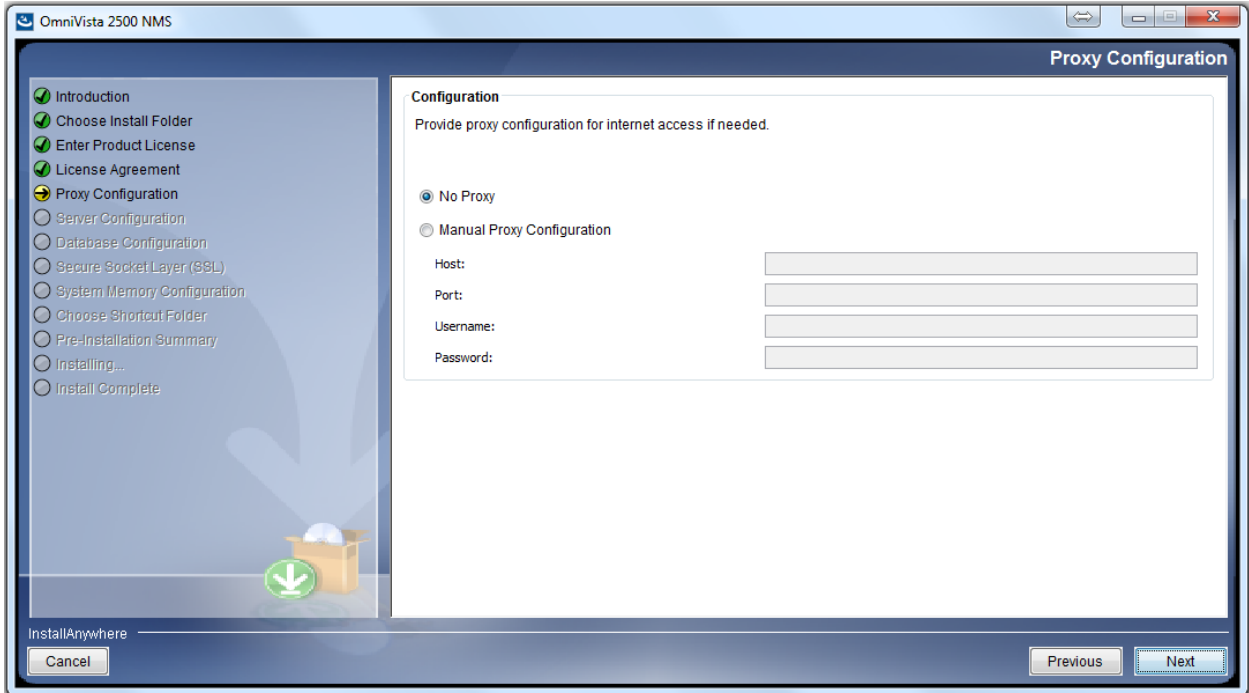 OmniVista 2500 NMS
Proxy Configuration
Introduction
Choose Install Folder
Enter Product License
License Agreement
Proxy Configuration
Server Configuration
Database Configuration
Secure Socket Layer (SSL)
System Memory Configuration
Choose Shortcut Folder
Pre-Installation Summary
Installing...
Install Complete
Configuration
Provide proxy configuration for internet access if needed.
No Proxy
Manual Proxy Configuration
Host:
Port:
Username:
Password:
InstallAnywhere
Cancel
Previous
Next